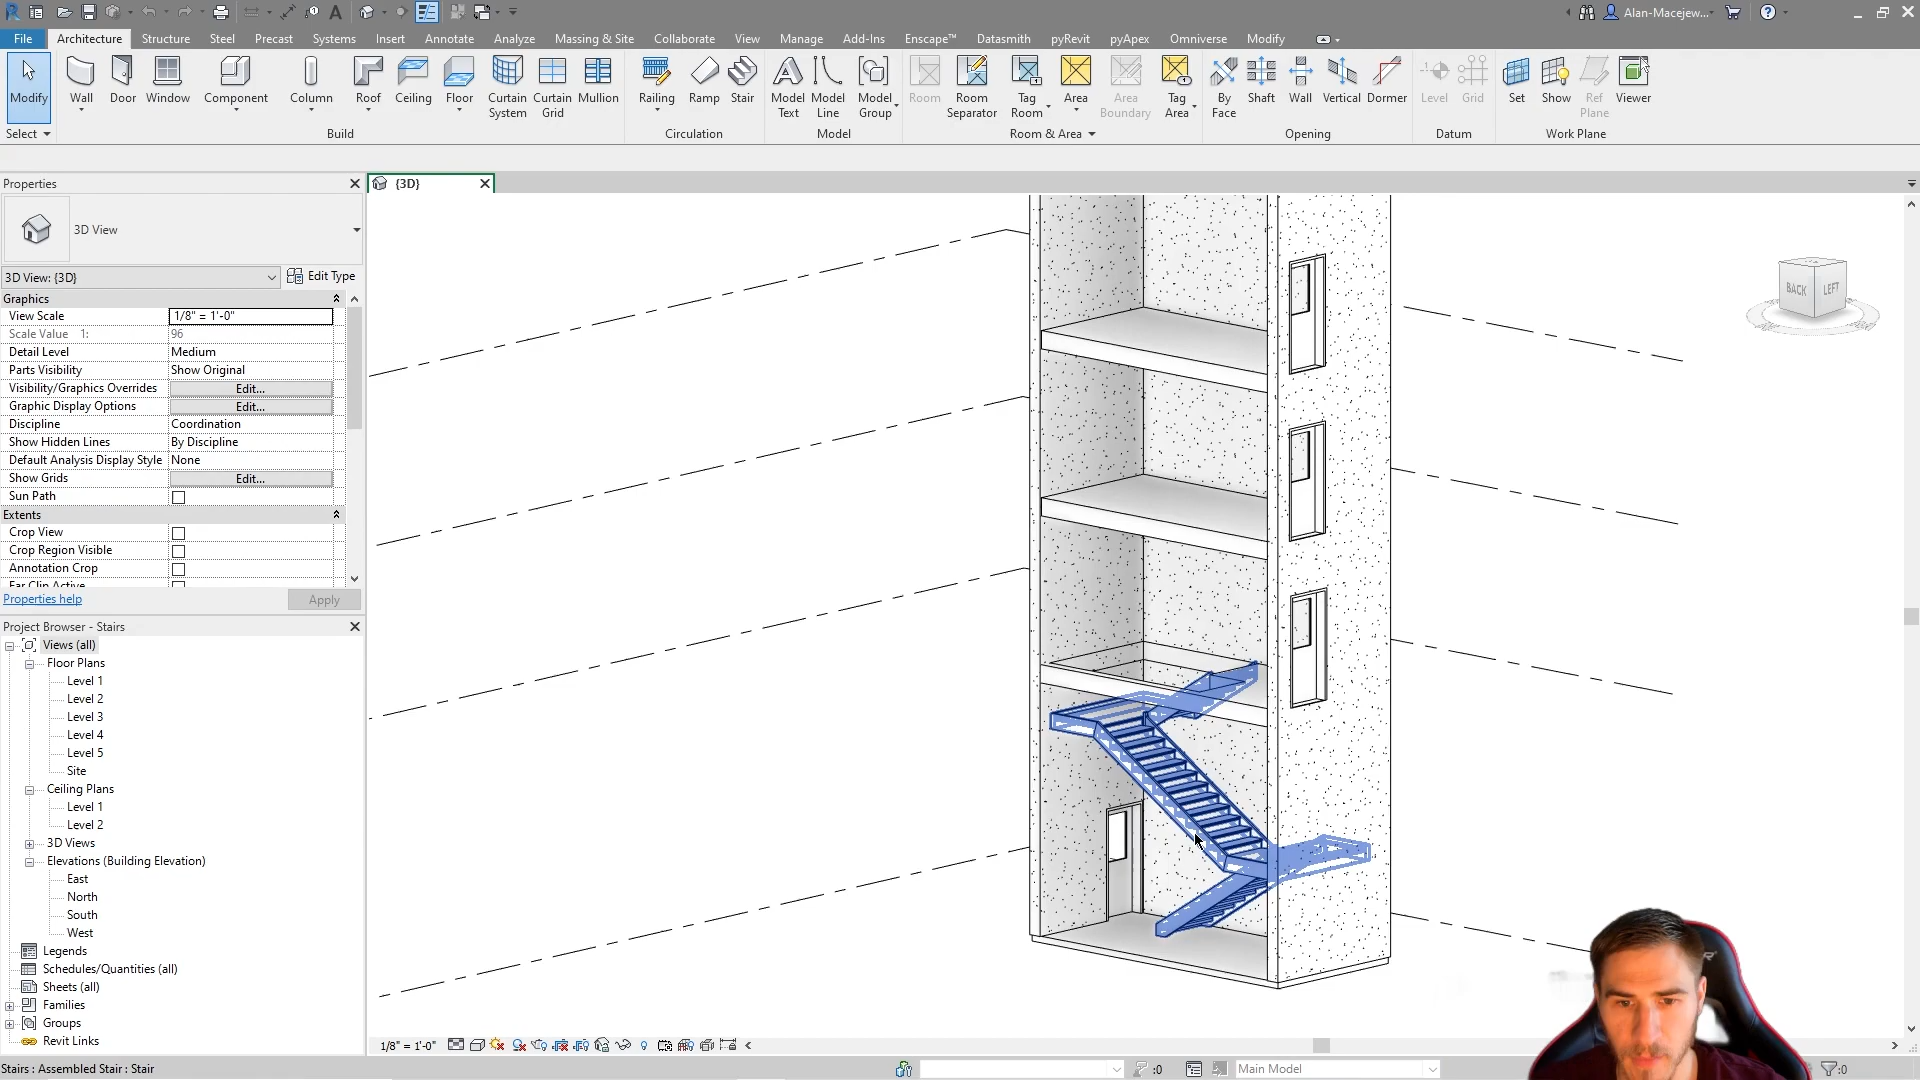 Alan-Macejew...
File Architecture Structure Steel Precast Systems Insert Annotate Analyze Massing & Site Collaborate View Manage Add-Ins Enscape™ Datasmith pyRevit pyApex Omniverse Modify
Modify Wall Door Window Component Column Roof Ceiling Floor Curtain System Curtain Grid Mullion Railing Ramp Stair Model Text Model Line Model Group Room Room Separator Tag Room Area Area Boundary Tag Area By Face Shaft Wall Vertical Dormer Level Grid Set Show Ref Plane Viewer
Select Build Circulation Model Room & Area Opening Datum Work Plane
Properties
{3D}
3D View
3D View: {3D} Edit Type
Graphics
View Scale 1/8" = 1'-0"
Scale Value 1: 96
Detail Level Medium
Parts Visibility Show Original
Visibility/Graphics Overrides Edit...
Graphic Display Options Edit...
Discipline Coordination
Show Hidden Lines By Discipline
Default Analysis Display Style None
Show Grids Edit...
Sun Path
Extents
Crop View
Crop Region Visible
Annotation Crop
Far Clip Active
Properties help Apply
Project Browser - Stairs
Views (all)
Floor Plans
Level 1
Level 2
Level 3
Level 4
Level 5
Site
Ceiling Plans
Level 1
Level 2
3D Views
Elevations (Building Elevation)
East
North
South
West
Legends
Schedules/Quantities (all)
Sheets (all)
Families
Groups
Revit Links
BACK LEFT
1/8" = 1'-0"
Stairs : Assembled Stair : Stair
:0
Main Model
:0